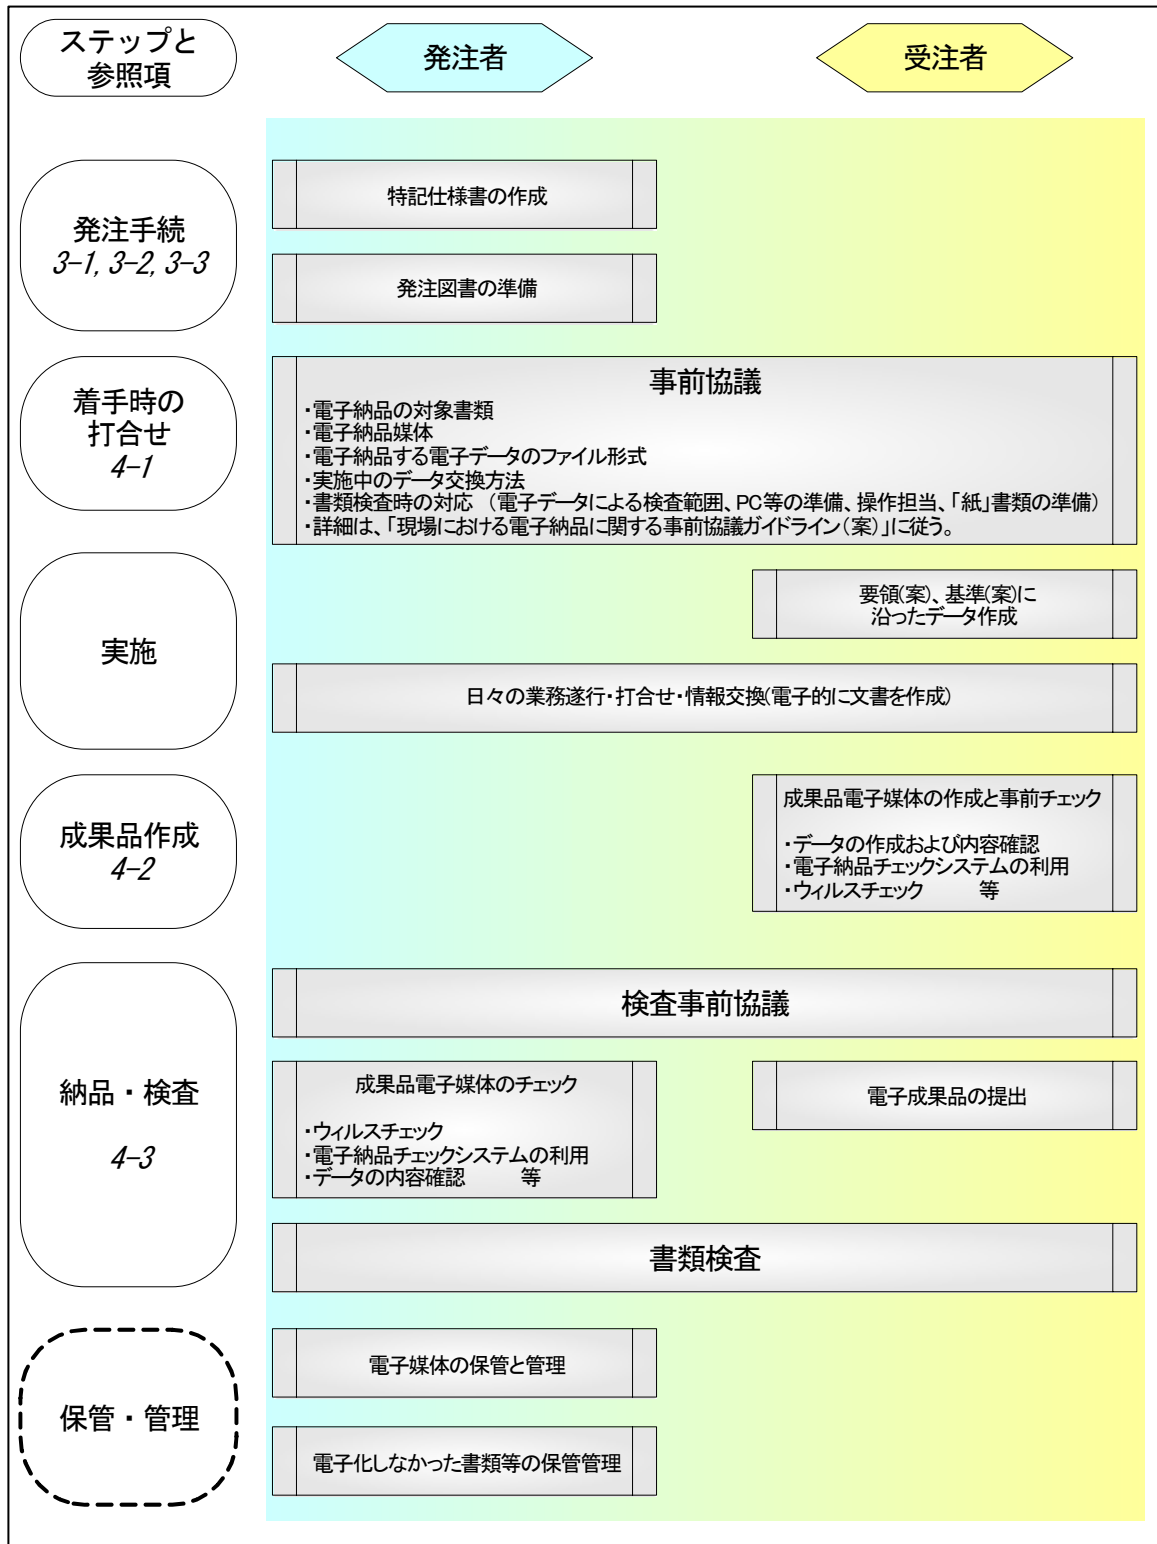 ステップと
参照項
発注者
受注者
発注手続
3-1, 3-2, 3-3
特記仕様書の作成
発注図書の準備
着手時の
打合せ
4-1
事前協議
・電子納品の対象書類
・電子納品媒体
・電子納品する電子データのファイル形式
・実施中のデータ交換方法
・書類検査時の対応 （電子データによる検査範囲、PC等の準備、操作担当、「紙」書類の準備）
・詳細は、「現場における電子納品に関する事前協議ガイドライン（案）」に従う。
実施
要領(案)、基準(案)に
沿ったデータ作成
日々の業務遂行・打合せ・情報交換(電子的に文書を作成)
成果品作成
4-2
成果品電子媒体の作成と事前チェック
・データの作成および内容確認
・電子納品チェックシステムの利用
・ウィルスチェック 等
納品・検査
4-3
検査事前協議
成果品電子媒体のチェック
・ウィルスチェック
・電子納品チェックシステムの利用
・データの内容確認 等
電子成果品の提出
書類検査
保管・管理
電子媒体の保管と管理
電子化しなかった書類等の保管管理